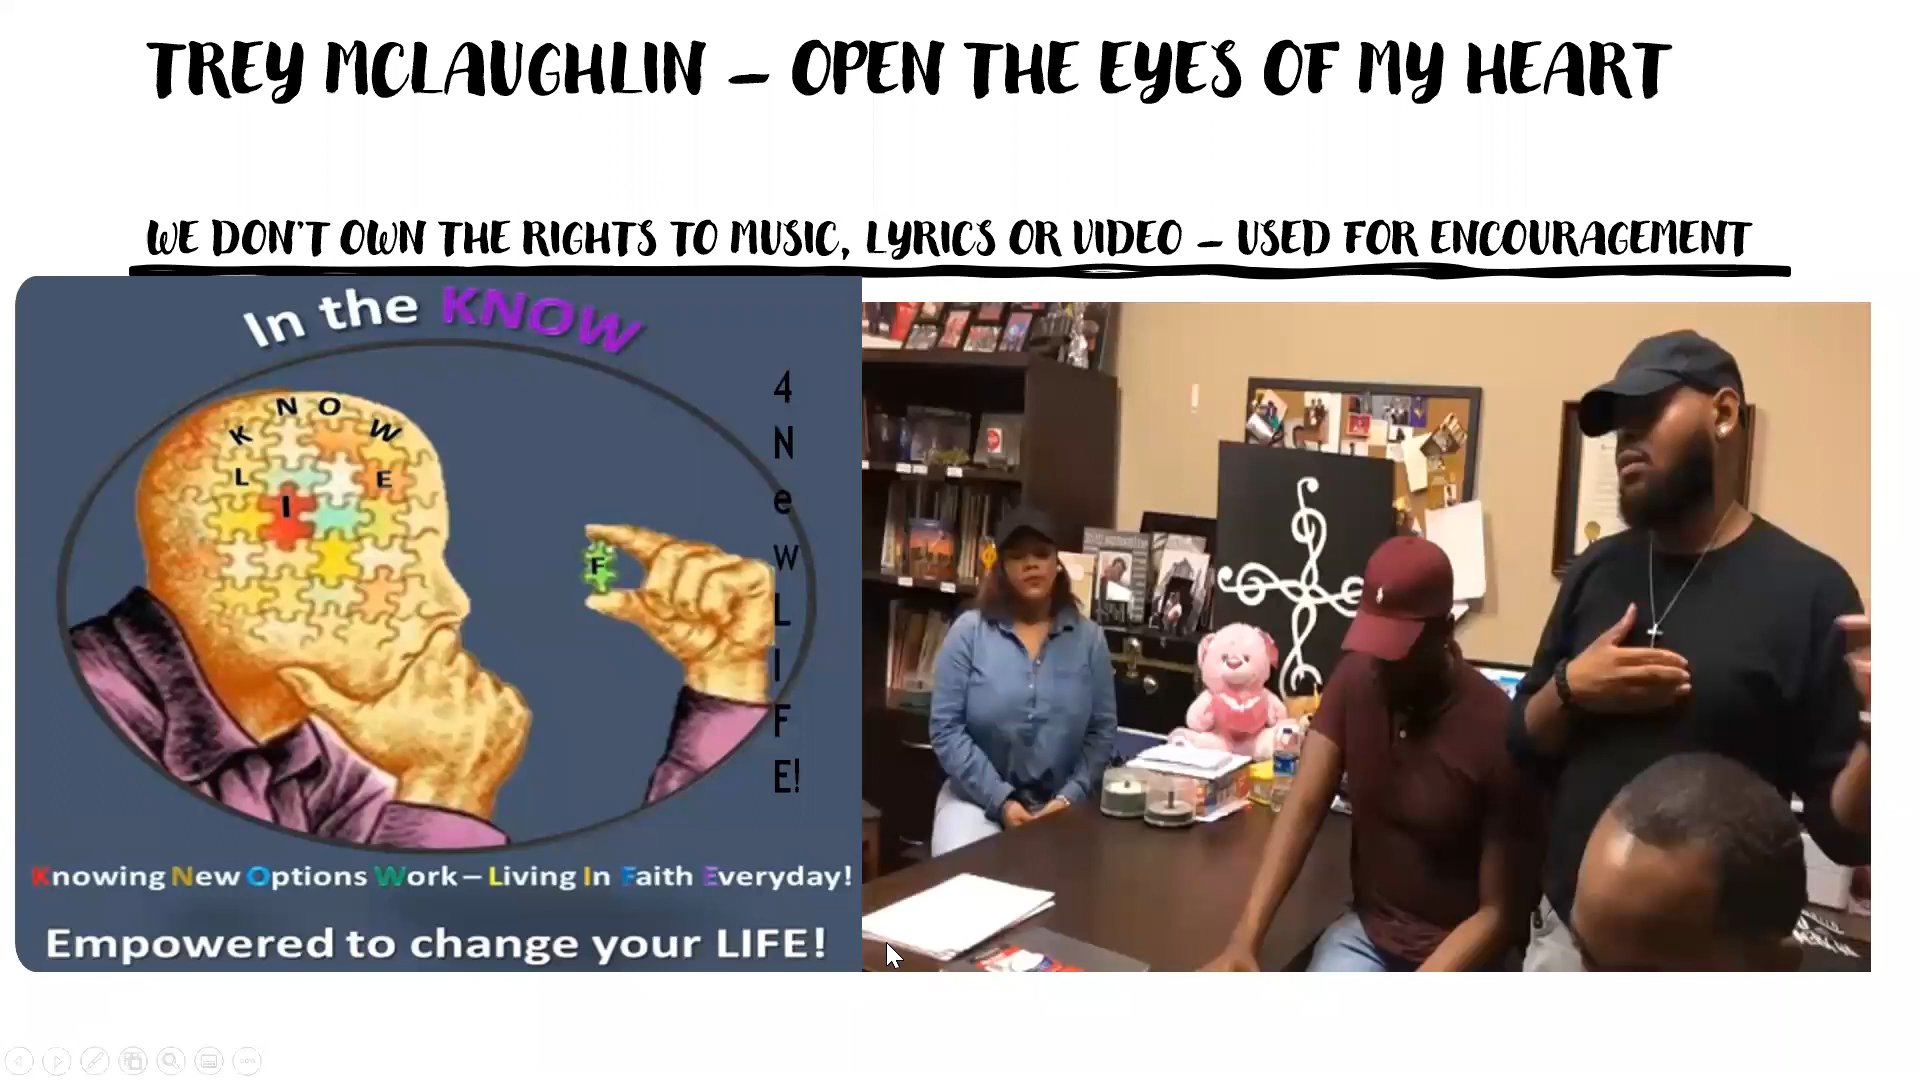 TREY MCLAUGHLIN – OPEN THE EYES OF MY HEART
WE DON'T OWN THE RIGHTS TO MUSIC, LYRICS OR VIDEO – USED FOR ENCOURAGEMENT
In the KNOW
K N O W
L I E
F
4 NeW LIFE!
Knowing New Options Work – Living In Faith Everyday!
Empowered to change your LIFE!